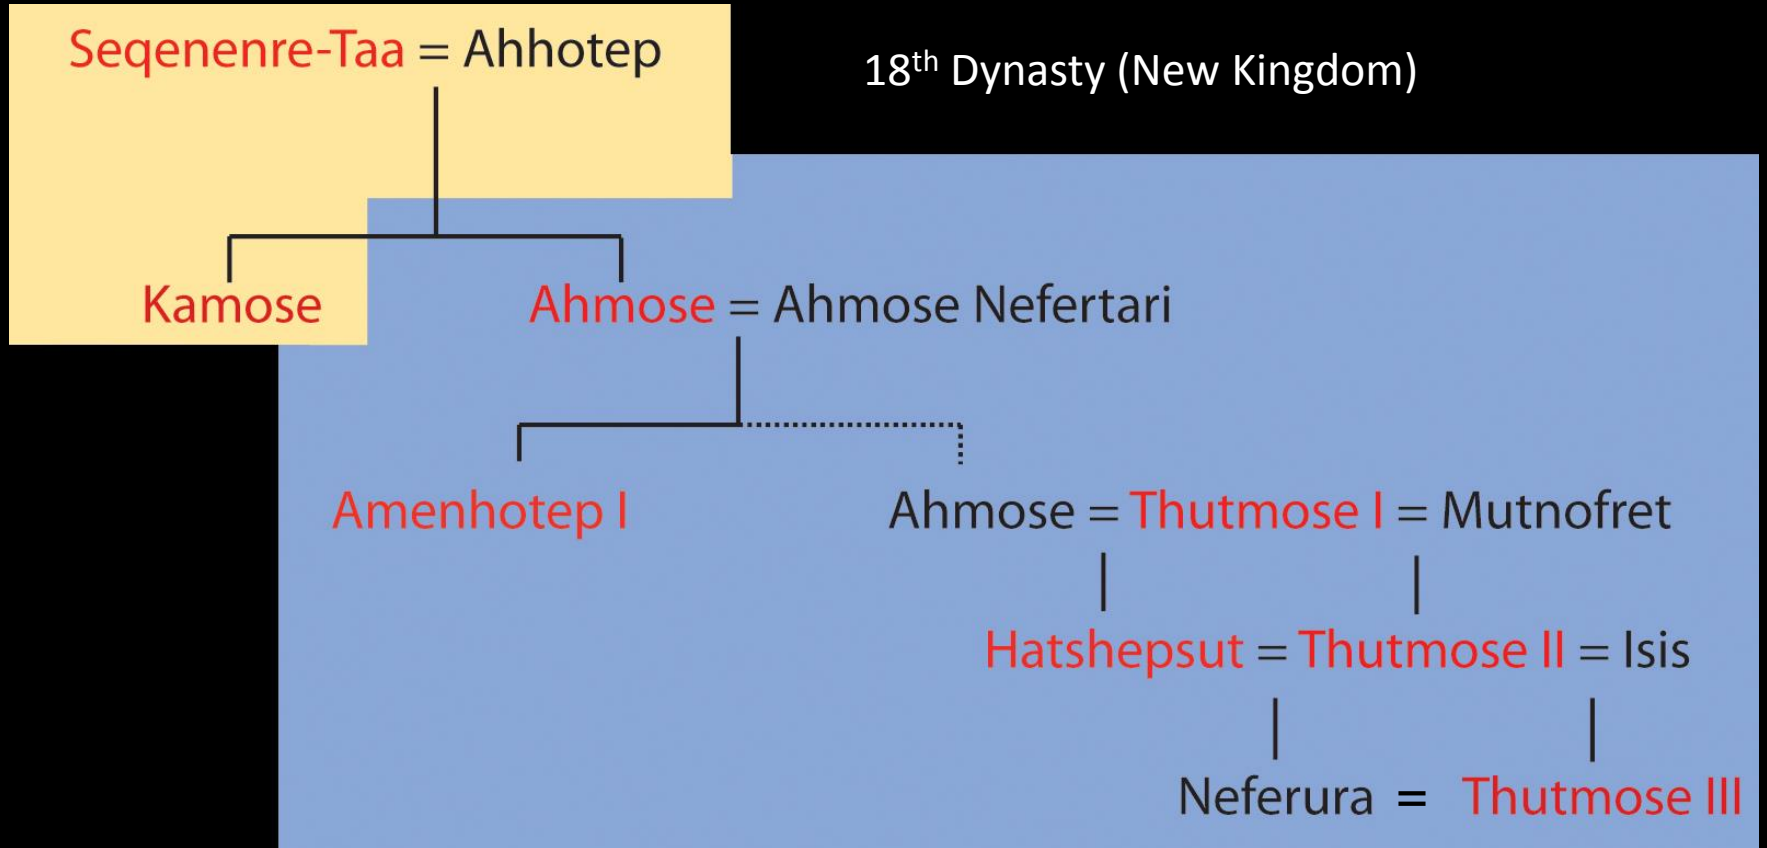 Seqenenre-Taa = Ahhotep
18th Dynasty (New Kingdom)
Kamose
Ahmose = Ahmose Nefertari
Amenhotep I
Ahmose = Thutmose I = Mutnofret
Hatshepsut = Thutmose II = Isis
Neferura = Thutmose III